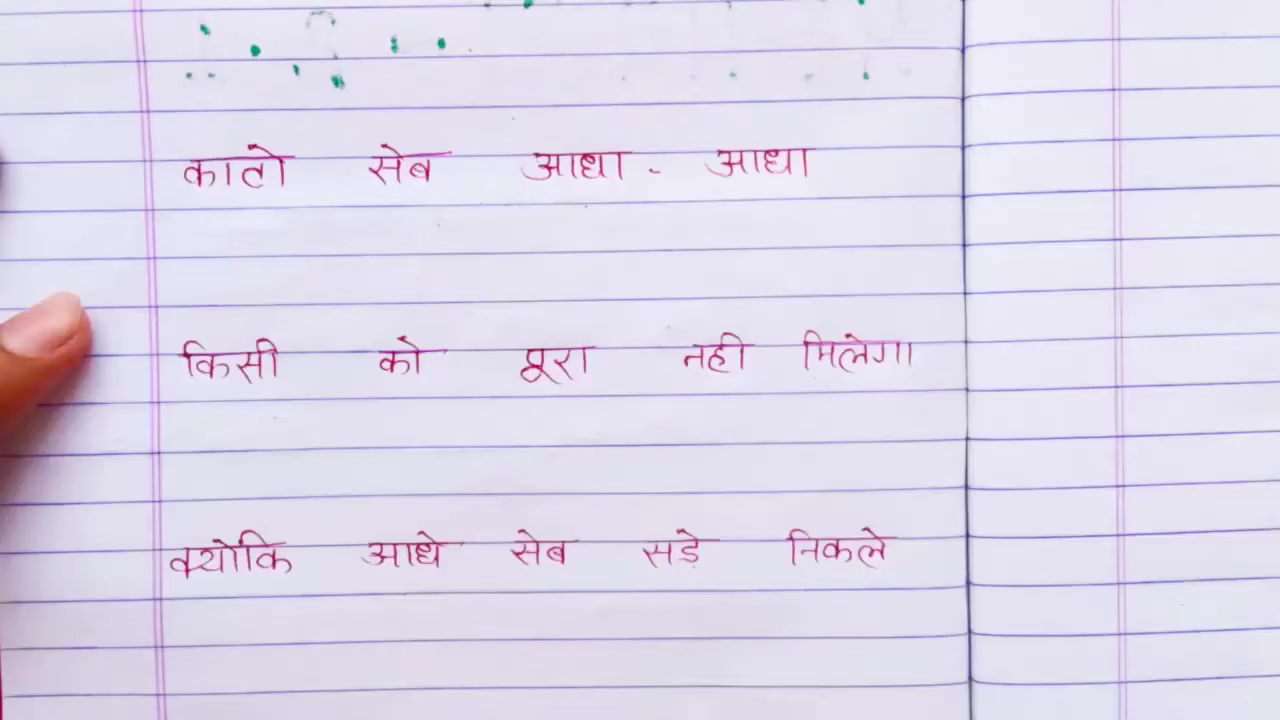 काटो सेब आधा - आधा
किसी को पूरा नही मिलेगा
क्योकि आधे सेब सड़े निकले